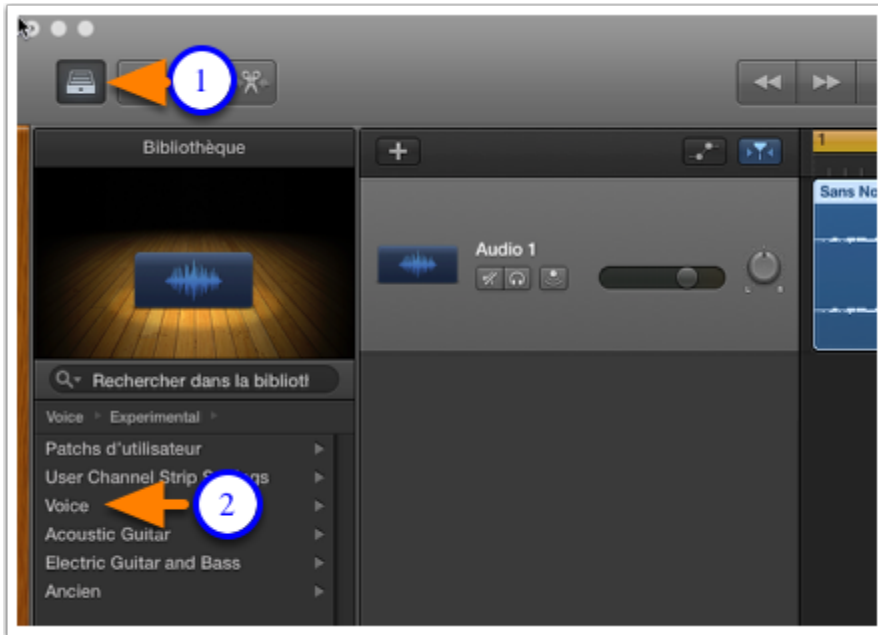 1
Bibliothèque
1
Audio 1
Sans No
L R
Rechercher dans la bibliotl
Voice Experimental
Patchs d'utilisateur
User Channel Strip S gs
Voice
2
Acoustic Guitar
Electric Guitar and Bass
Ancien